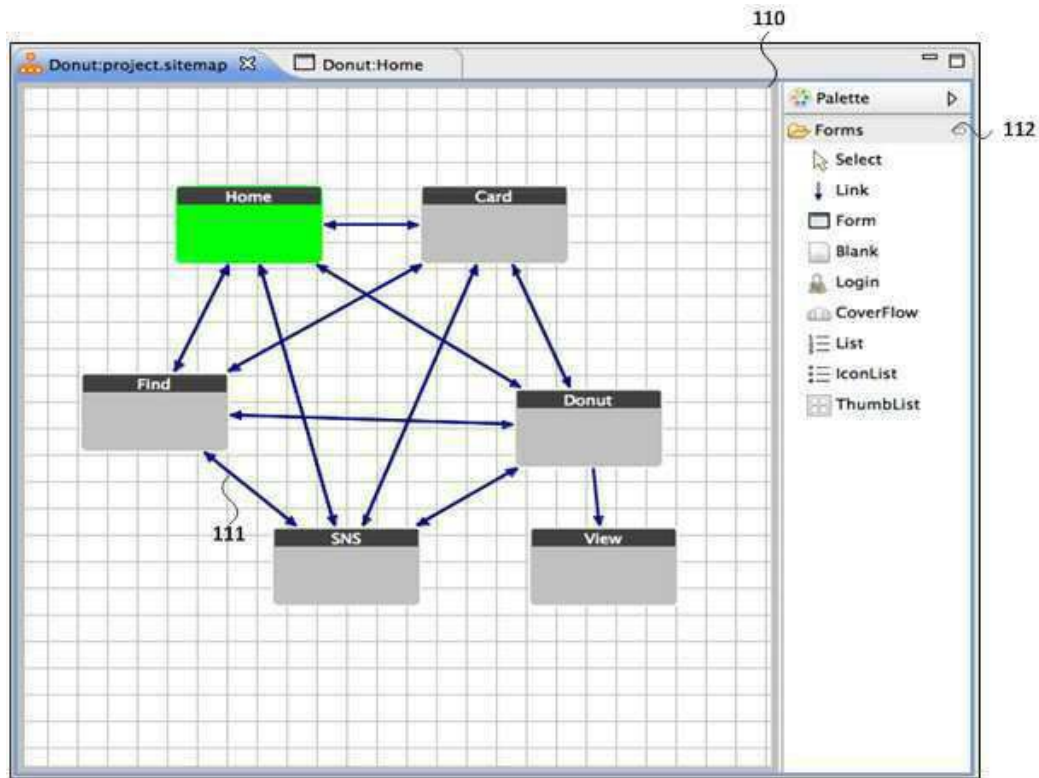 110
Donut:project.sitemap
Donut:Home
Palette
Forms
112
Select
Link
Form
Blank
Login
CoverFlow
List
IconList
ThumbList
Home
Card
Find
Donut
111
SNS
View